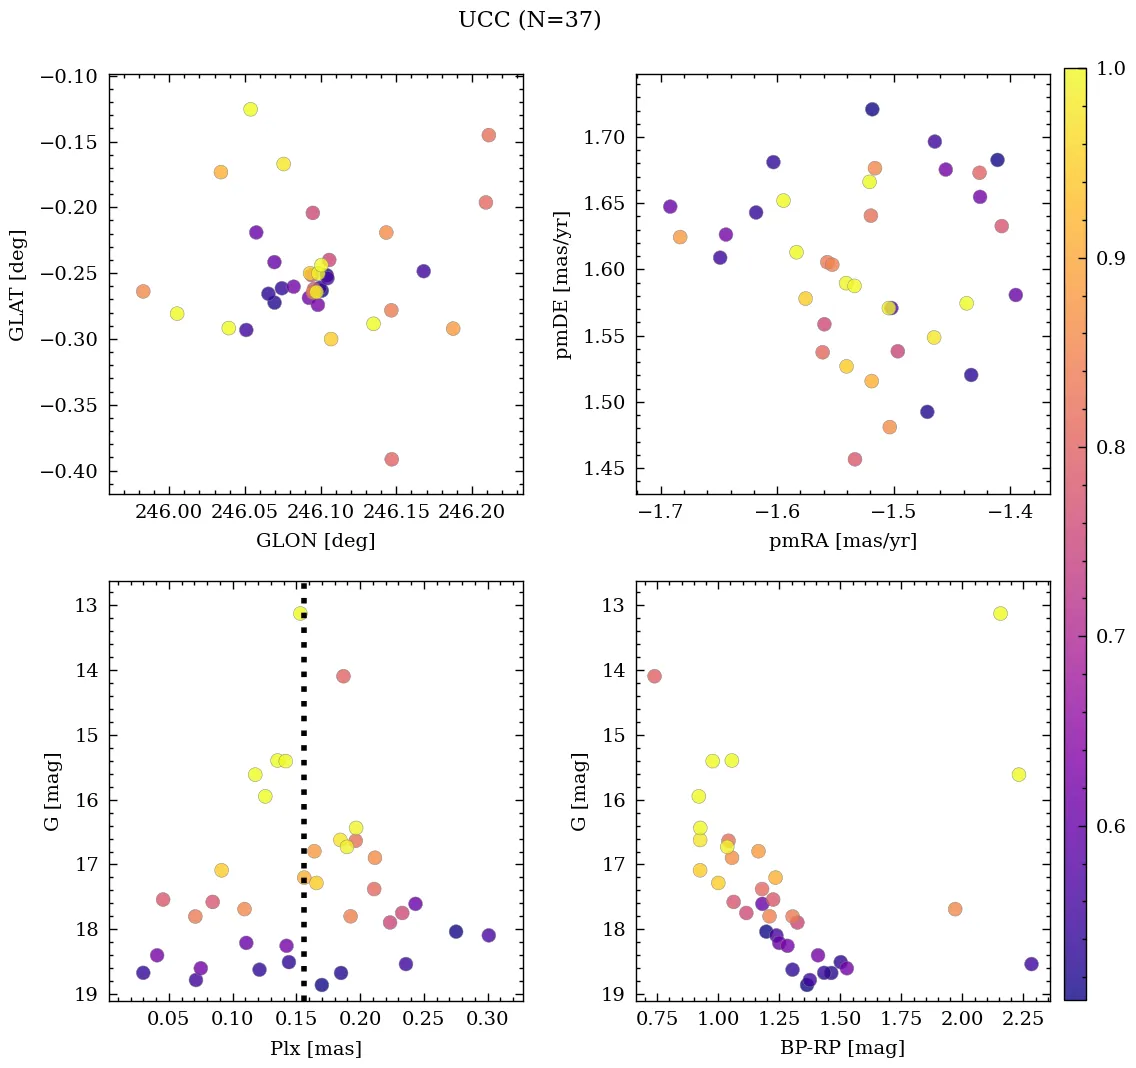 UCC (N=37)
−0.10
−0.15
−0.20
−0.25
−0.30
−0.35
−0.40
GLAT [deg]
246.00 246.05 246.10 246.15 246.20
GLON [deg]
1.70
1.65
1.60
1.55
1.50
1.45
pmDE [mas/yr]
−1.7 −1.6 −1.5 −1.4
pmRA [mas/yr]
1.0
0.9
0.8
0.7
0.6
13
14
15
16
17
18
19
G [mag]
0.05 0.10 0.15 0.20 0.25 0.30
Plx [mas]
13
14
15
16
17
18
19
G [mag]
0.75 1.00 1.25 1.50 1.75 2.00 2.25
BP-RP [mag]